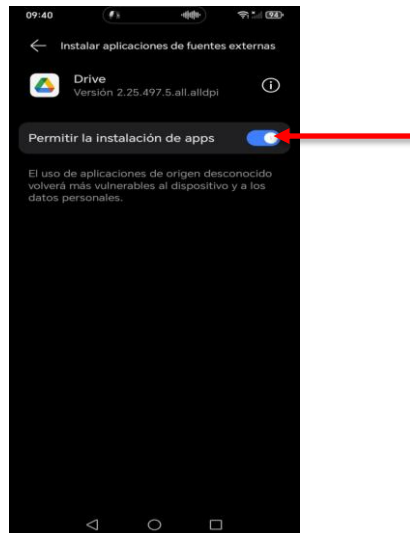 09:40
92
Instalar aplicaciones de fuentes externas
Drive
Versión 2.25.497.5.all.alldpi
Permitir la instalación de apps
El uso de aplicaciones de origen desconocido
volverá más vulnerables al dispositivo y a los
datos personales.